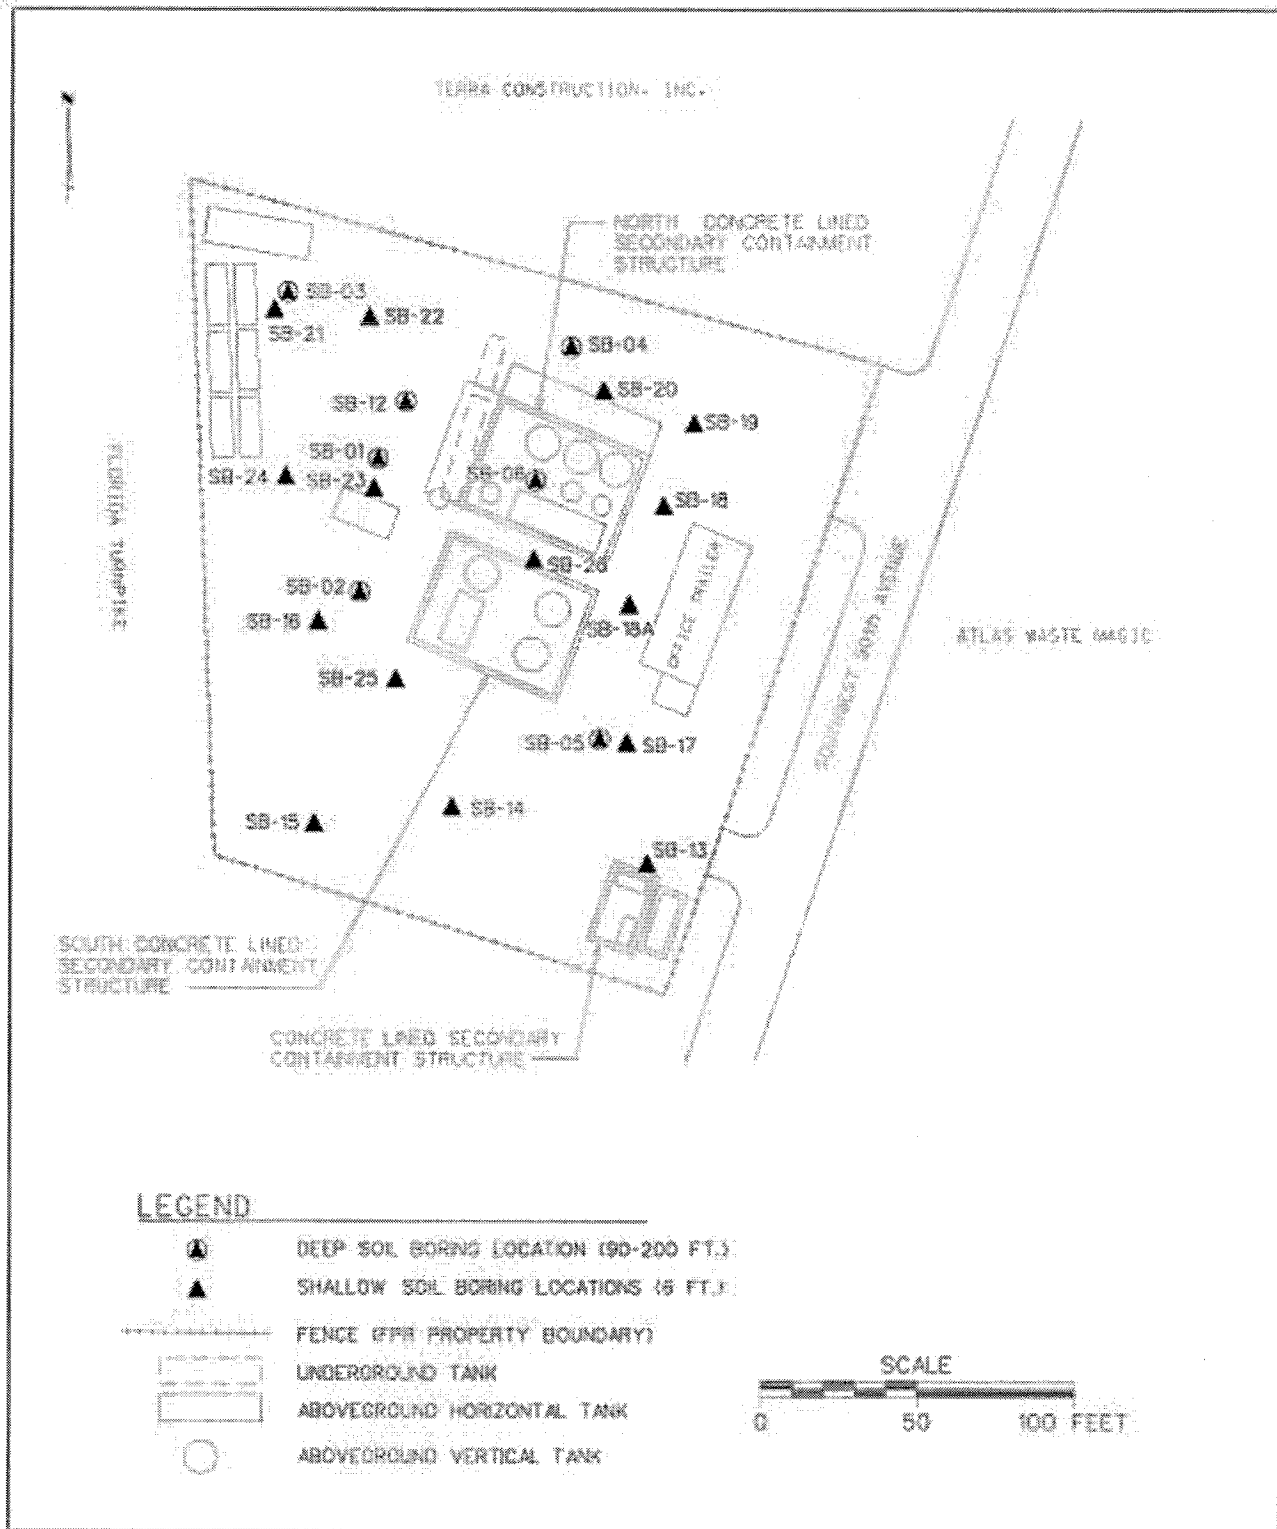 TERRA CONSTRUCTION, INC.
NORTH CONCRETE LINED
SECONDARY CONTAINMENT
STRUCTURE
SB-03
SB-21
SB-22
SB-04
SB-20
SB-12
SB-19
SB-01
SB-24
SB-23
SB-06
SB-18
FLORIDA TURNPIKE
SB-26
SB-02
SB-16
SB-18A
OFFICE TRAILER
SOUTHWEST 50TH AVENUE
ATLAS WASTE MAGIC
SB-25
SB-05
SB-17
SB-15
SB-14
SB-13
SOUTH CONCRETE LINED
SECONDARY CONTAINMENT
STRUCTURE
CONCRETE LINED SECONDARY
CONTAINMENT STRUCTURE
LEGEND
DEEP SOIL BORING LOCATION (90-200 FT.)
SHALLOW SOIL BORING LOCATIONS (6 FT.)
FENCE (FPR PROPERTY BOUNDARY)
UNDERGROUND TANK
ABOVEGROUND HORIZONTAL TANK
ABOVEGROUND VERTICAL TANK
SCALE
0 50 100 FEET